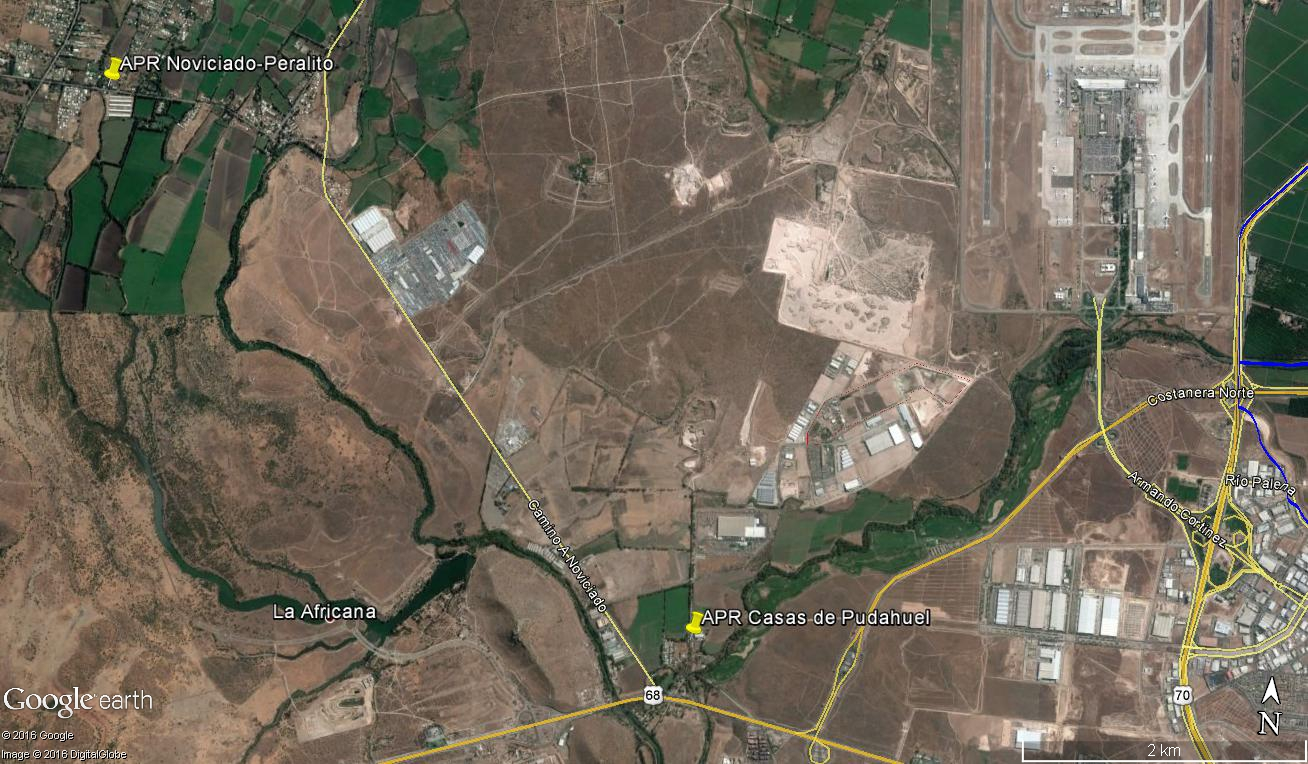 APR Noviciado-Peralito
Costanera Norte
Armando Cortinez
Río Palena
Camino A Noviciado
La Africana
APR Casas de Pudahuel
68
70
N
Google earth
© 2016 Google
Image © 2016 DigitalGlobe
2 km